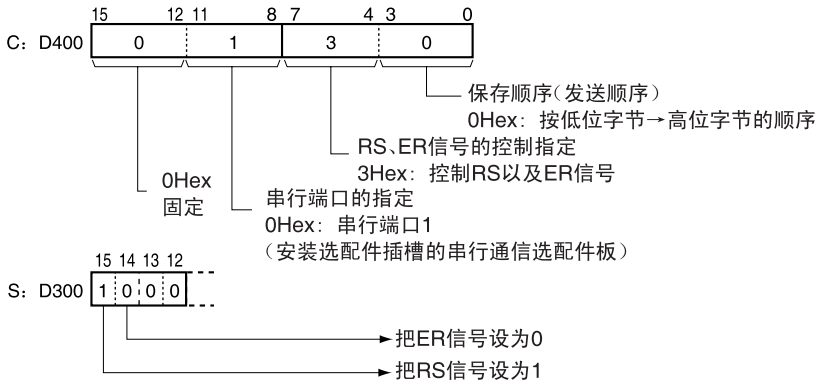 15 12 11 8 7 4 3 0
C：D400 0 1 3 0
保存顺序（发送顺序）
0Hex：按低位字节→高位字节的顺序
RS、ER信号的控制指定
3Hex：控制RS以及ER信号
0Hex
固定
串行端口的指定
0Hex：串行端口1
（安装选配件插槽的串行通信选配件板）
15 14 13 12
S：D300 1 0 0 0
把ER信号设为0
把RS信号设为1